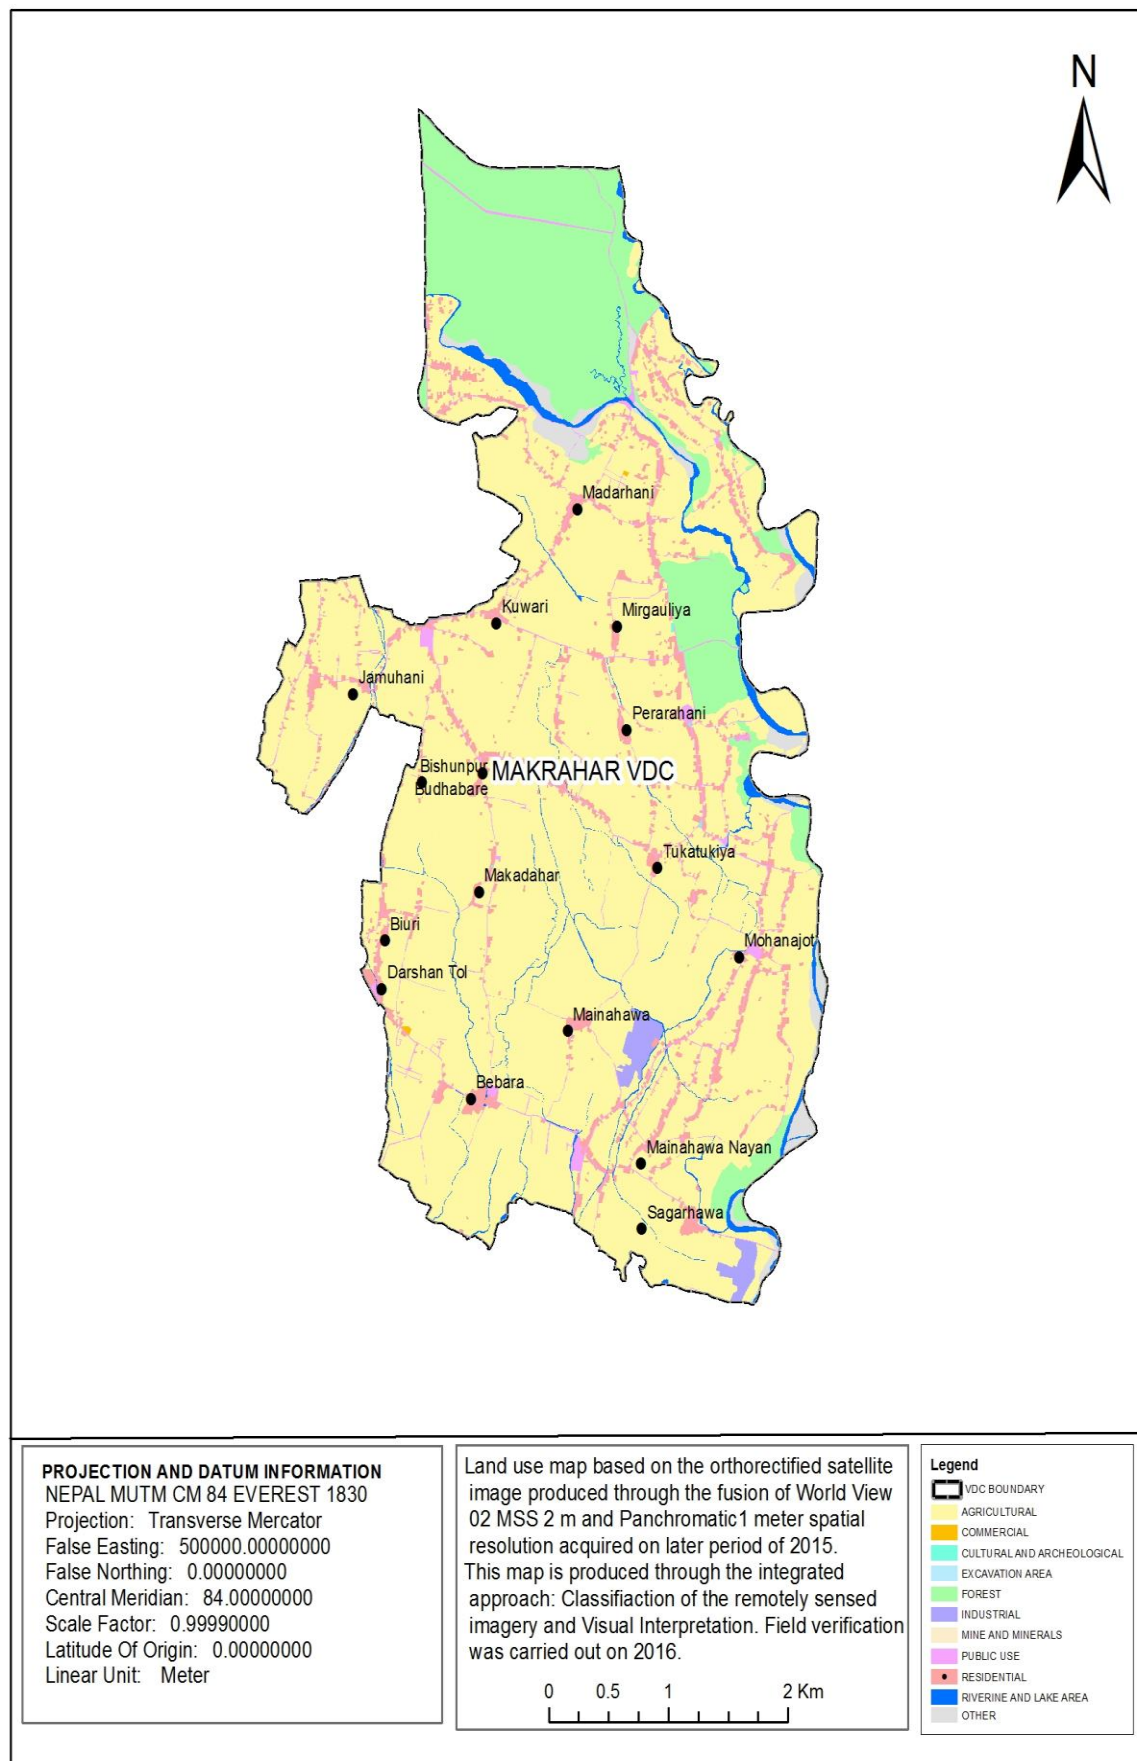 N
Madarhani
Kuwari
Mirgauliya
Jamuhani
Perarahani
Bishunpur
MAKRAHAR VDC
Budhabare
Tukatukiya
Makadahar
Biuri
Mohanajot
Darshan Tol
Mainahawa
Bebara
Mainahawa Nayan
Sagarhawa
PROJECTION AND DATUM INFORMATION
NEPAL MUTM CM 84 EVEREST 1830
Projection: Transverse Mercator
False Easting: 500000.00000000
False Northing: 0.00000000
Central Meridian: 84.00000000
Scale Factor: 0.99990000
Latitude Of Origin: 0.00000000
Linear Unit: Meter
Land use map based on the orthorectified satellite
image produced through the fusion of World View
02 MSS 2 m and Panchromatic1 meter spatial
resolution acquired on later period of 2015.
This map is produced through the integrated
approach: Classifiaction of the remotely sensed
imagery and Visual Interpretation. Field verification
was carried out on 2016.
0 0.5 1 2 Km
Legend
VDC BOUNDARY
AGRICULTURAL
COMMERCIAL
CULTURAL AND ARCHEOLOGICAL
EXCAVATION AREA
FOREST
INDUSTRIAL
MINE AND MINERALS
PUBLIC USE
RESIDENTIAL
RIVERINE AND LAKE AREA
OTHER